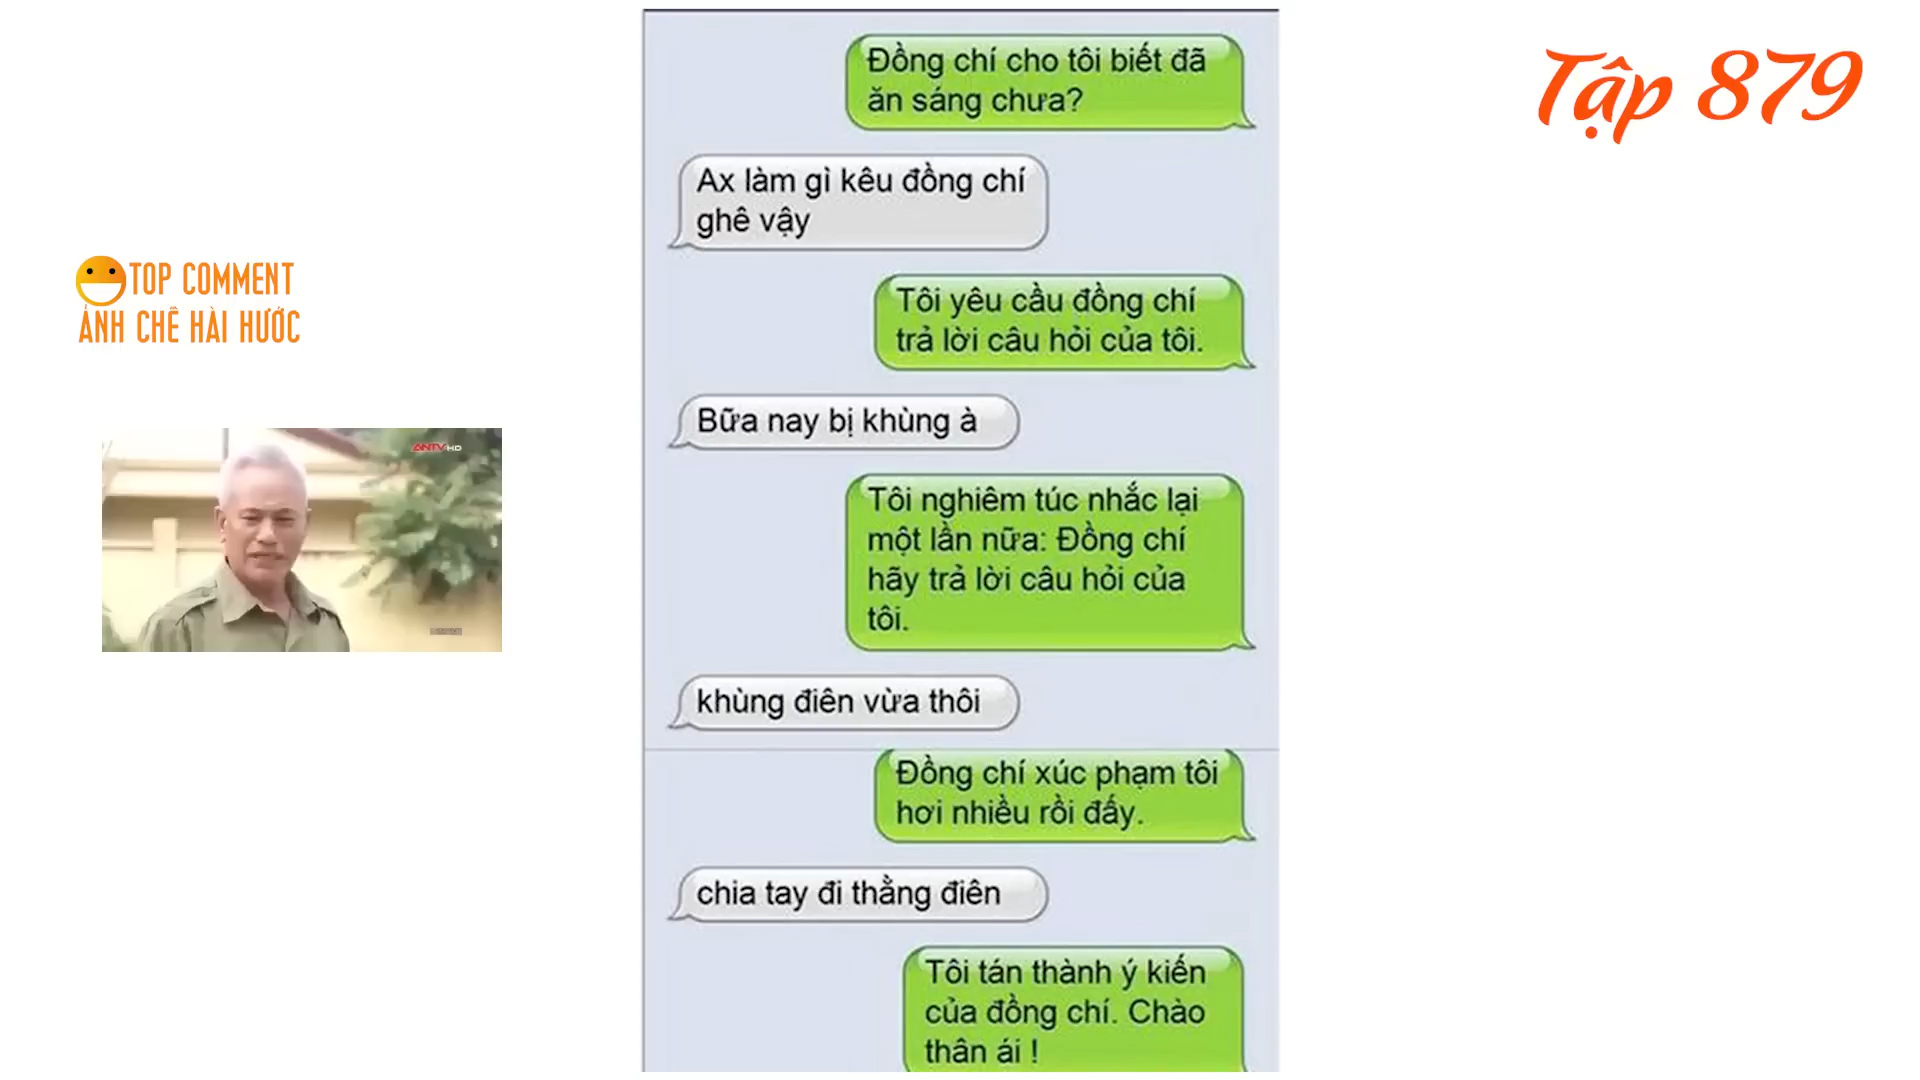 Đồng chí cho tôi biết đã
ăn sáng chưa?
Tập 879
Ax làm gì kêu đồng chí
ghê vậy
TOP COMMENT
ẢNH CHẾ HÀI HƯỚC
Tôi yêu cầu đồng chí
trả lời câu hỏi của tôi.
Bữa nay bị khùng à
ANTV HD
Tôi nghiêm túc nhắc lại
một lần nữa: Đồng chí
hãy trả lời câu hỏi của
tôi.
khùng điên vừa thôi
Đồng chí xúc phạm tôi
hơi nhiều rồi đấy.
chia tay đi thằng điên
Tôi tán thành ý kiến
của đồng chí. Chào
thân ái !